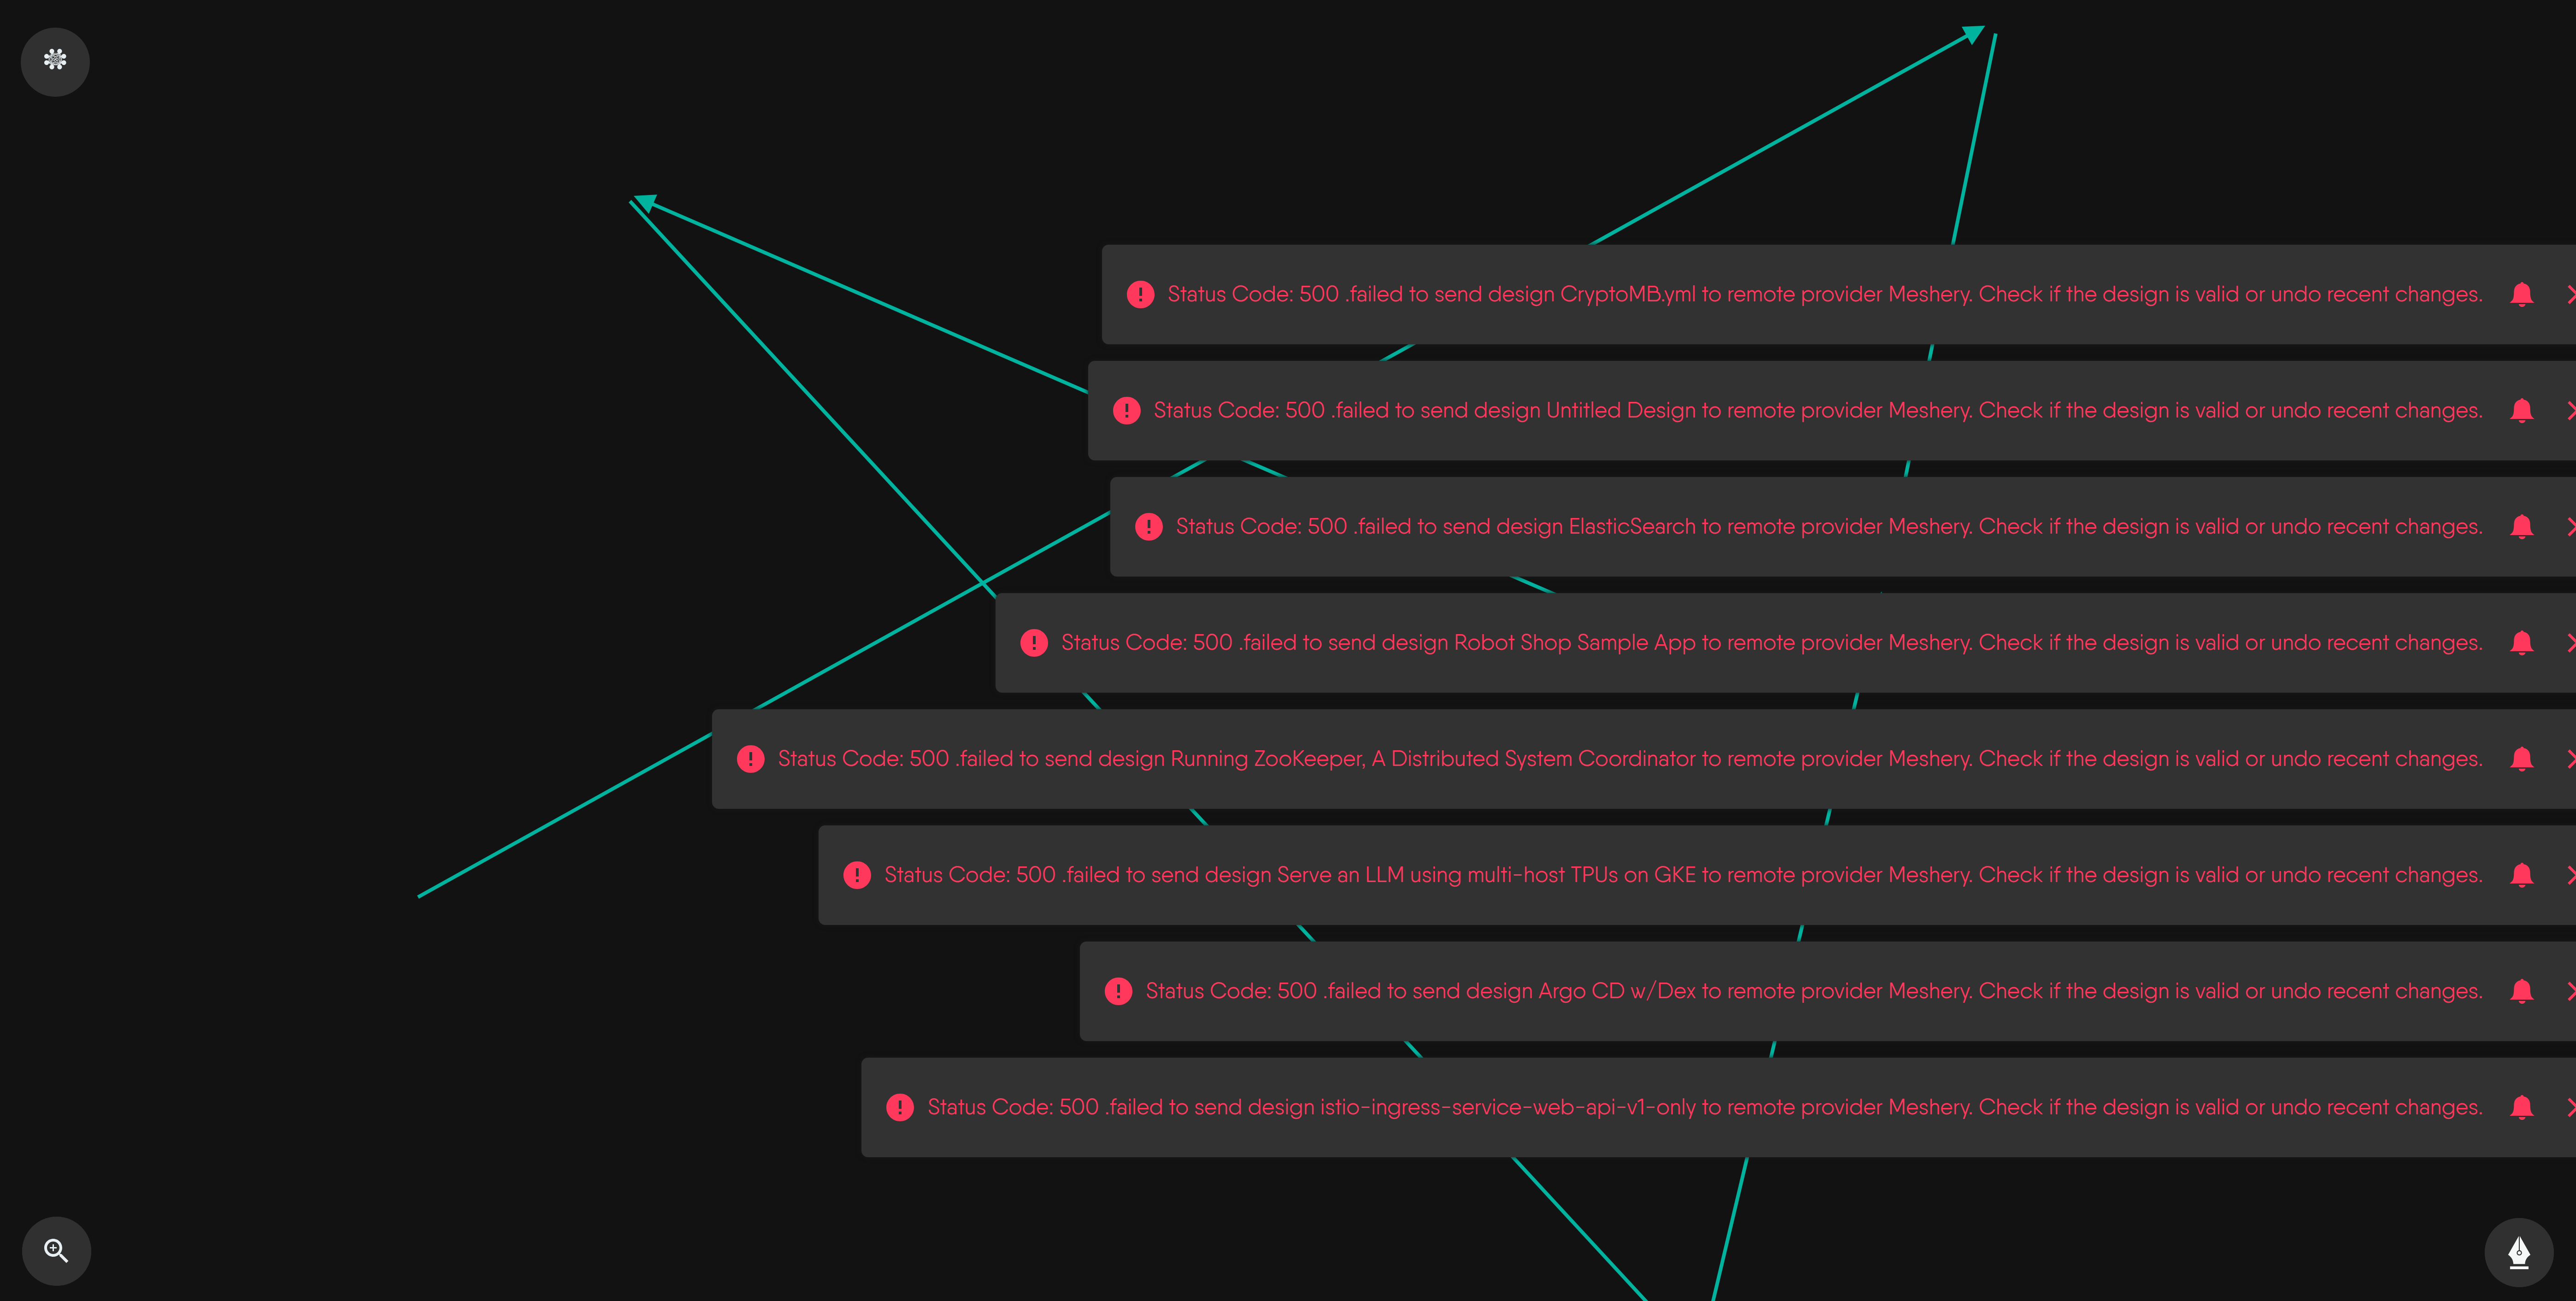 Status Code: 500 .failed to send design CryptoMB.yml to remote provider Meshery. Check if the design is valid or undo recent changes.
Status Code: 500 .failed to send design Untitled Design to remote provider Meshery. Check if the design is valid or undo recent changes.
Status Code: 500 .failed to send design ElasticSearch to remote provider Meshery. Check if the design is valid or undo recent changes.
Status Code: 500 .failed to send design Robot Shop Sample App to remote provider Meshery. Check if the design is valid or undo recent changes.
Status Code: 500 .failed to send design Running ZooKeeper, A Distributed System Coordinator to remote provider Meshery. Check if the design is valid or undo recent changes.
Status Code: 500 .failed to send design Serve an LLM using multi-host TPUs on GKE to remote provider Meshery. Check if the design is valid or undo recent changes.
Status Code: 500 .failed to send design Argo CD w/Dex to remote provider Meshery. Check if the design is valid or undo recent changes.
Status Code: 500 .failed to send design istio-ingress-service-web-api-v1-only to remote provider Meshery. Check if the design is valid or undo recent changes.